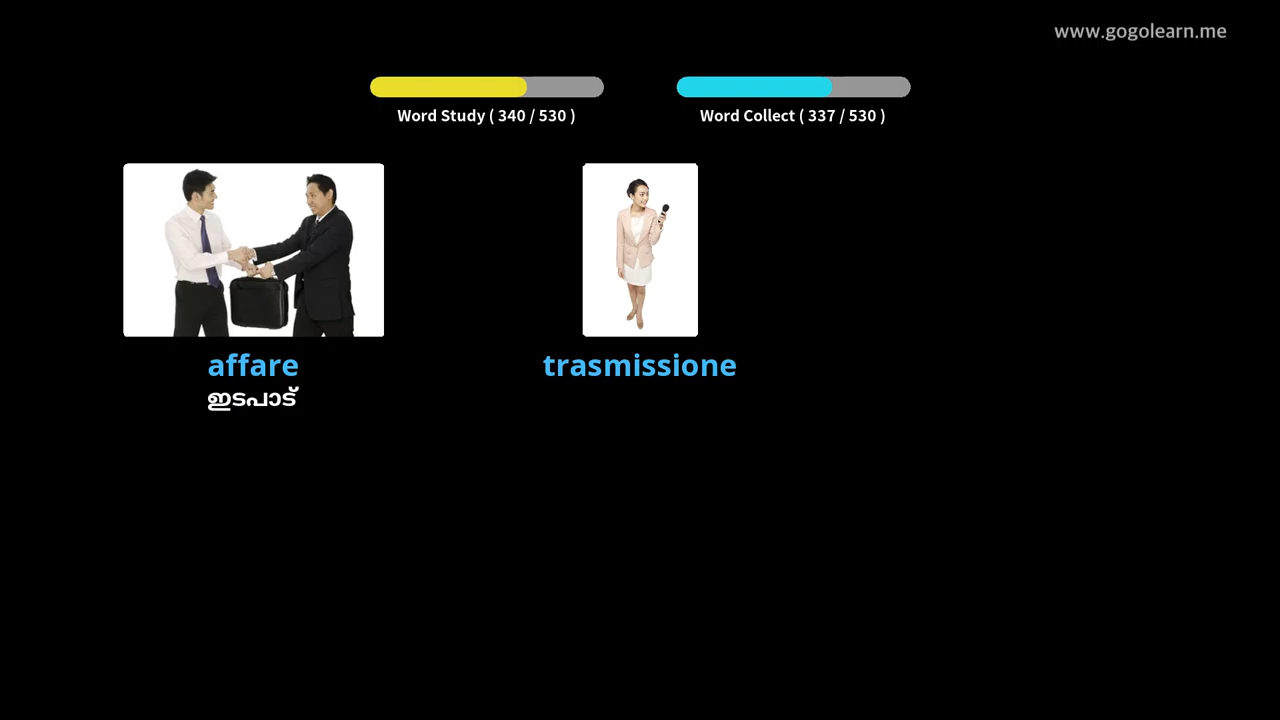 www.gogolearn.me
Word Study ( 340 / 530 )
Word Collect ( 337 / 530 )
affare
ഇടപാട്
trasmissione